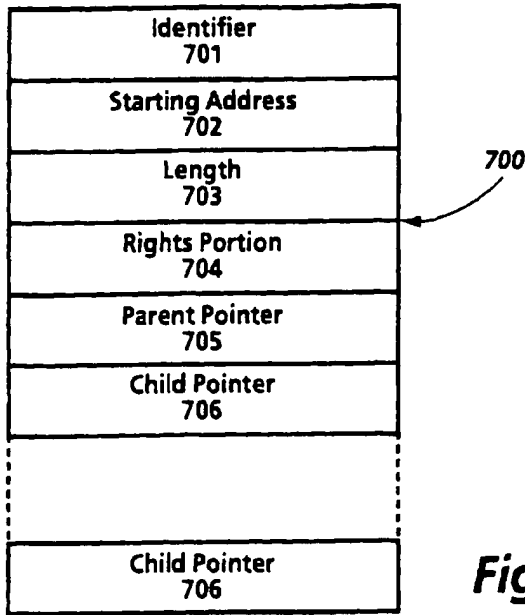 Identifier
701
Starting Address
702
Length
703
700
Rights Portion
704
Parent Pointer
705
Child Pointer
706
Child Pointer
706
Fig